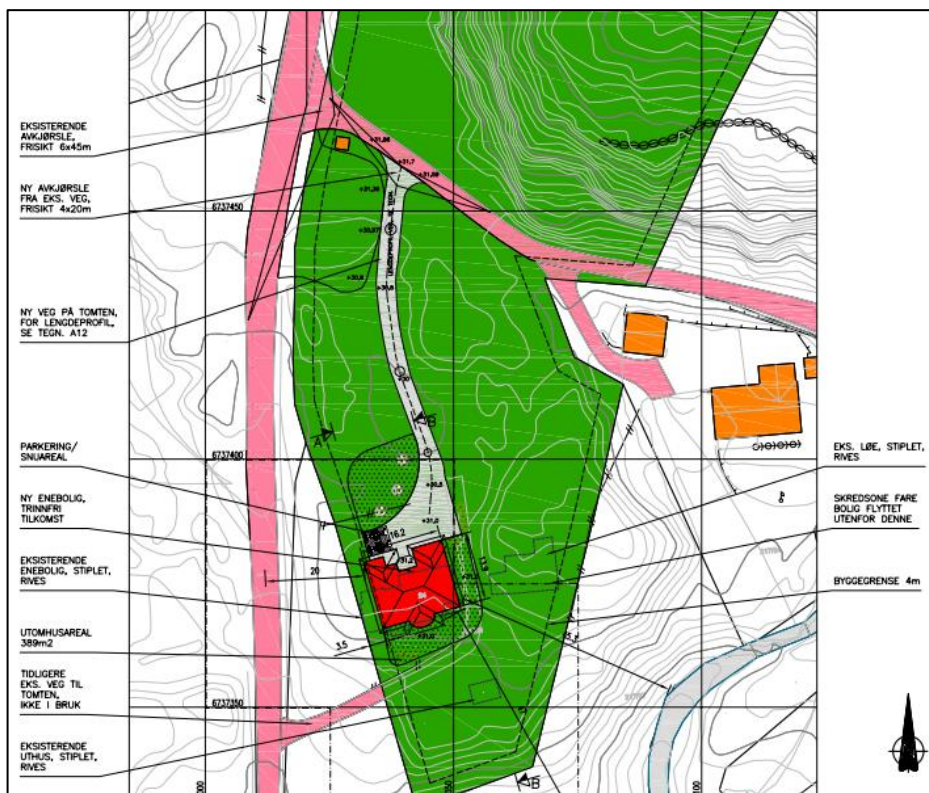 EKSISTERENDE
AVKJØRSLE,
FRISIKT 6x45m
NY AVKJØRSLE
FRA EKS. VEG,
FRISIKT 4x20m
NY VEG PÅ TOMTEN,
FOR LENGDEPROFIL,
SE TEGN. A12
PARKERING/
SNUAREAL
NY ENEBOLIG,
TRINNFRI
TILKOMST
EKSISTERENDE
ENEBOLIG, STIPLET,
RIVES
UTOMHUSAREAL
389m2
TIDLIGERE
EKS. VEG TIL
TOMTEN,
IKKE I BRUK
EKSISTERENDE
UTHUS, STIPLET,
RIVES
6737450
6737400
6737350
+31,7
A
B
16.2
20
3.5
B
EKS. LØE, STIPLET,
RIVES
SKREDSONE FARE
BOLIG FLYTTET
UTENFOR DENNE
BYGGEGRENSE 4m